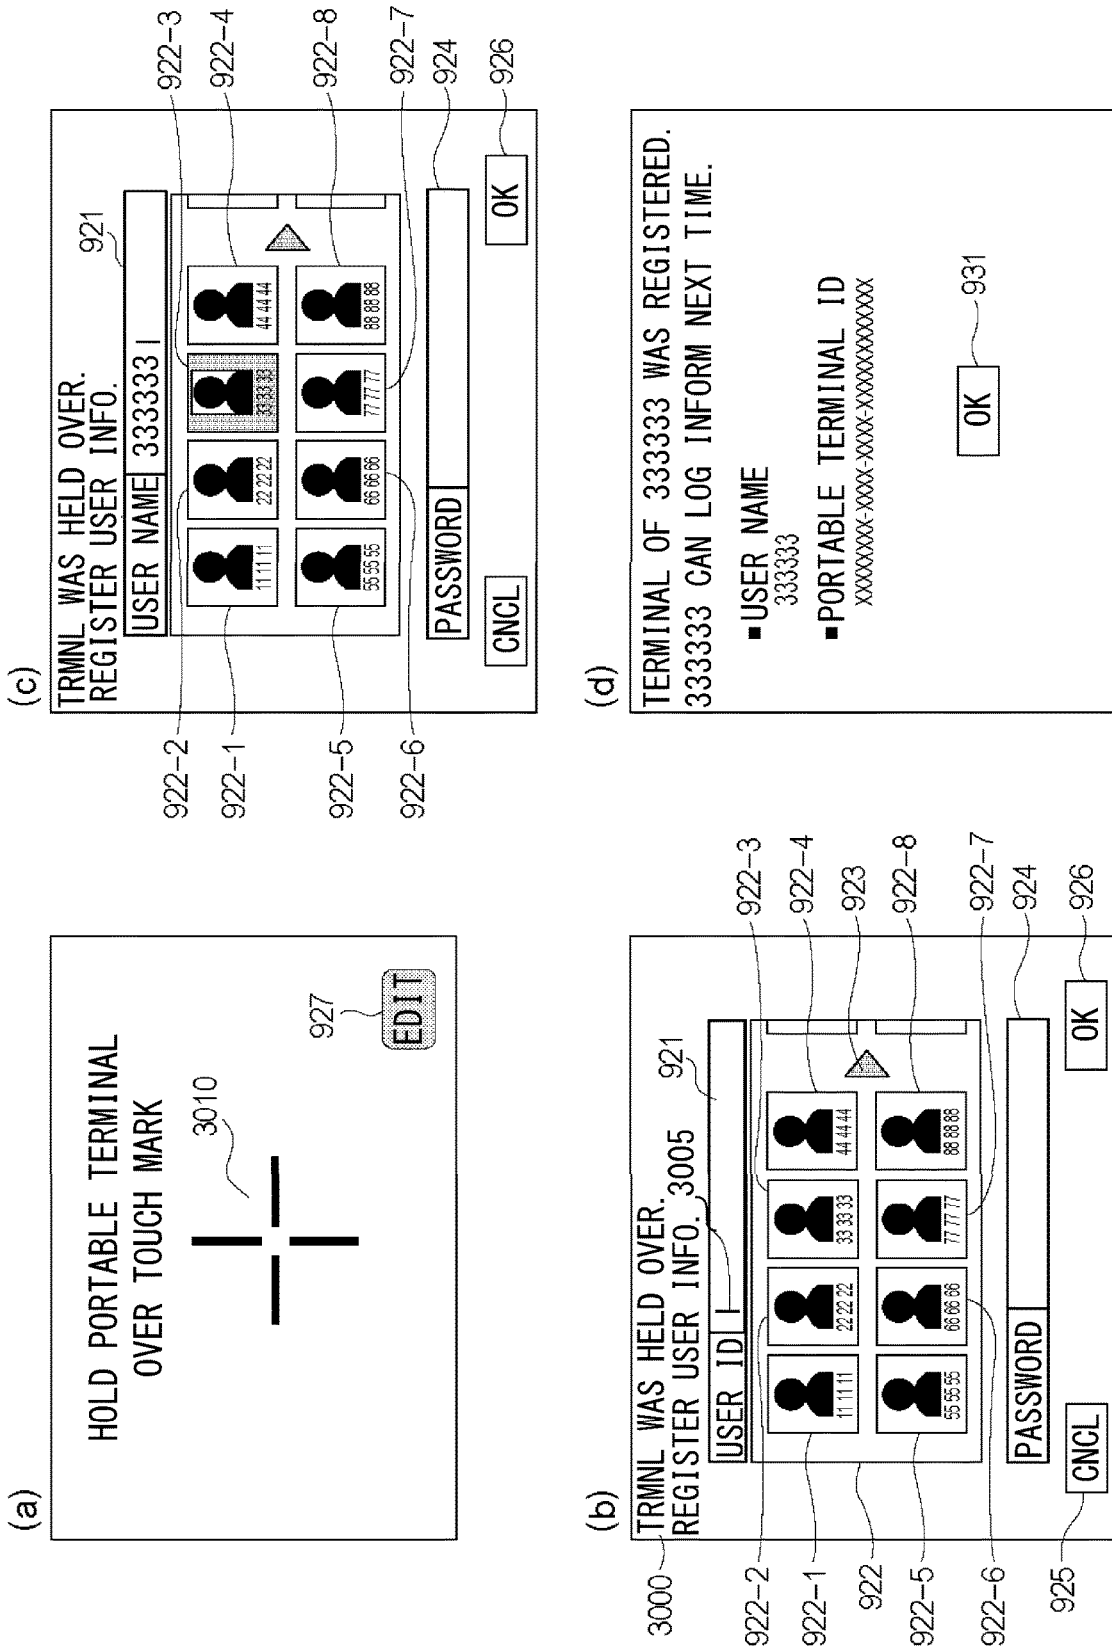 (a)
HOLD PORTABLE TERMINAL
OVER TOUCH MARK
3010
927
EDIT
(b)
3000
TRMNL WAS HELD OVER.
REGISTER USER INFO.
3005
921
USER ID
922-2
922-1
922
922-5
922-6
11 11 11
22 22 22
33 33 33
44 44 44
55 55 55
66 66 66
77 77 77
88 88 88
922-3
922-4
923
922-8
922-7
924
926
PASSWORD
925
CNCL
OK
(c)
TRMNL WAS HELD OVER.
REGISTER USER INFO.
921
USER NAME 333333
922-2
922-1
922-5
922-6
11 11 11
22 22 22
33 33 33
44 44 44
55 55 55
66 66 66
77 77 77
88 88 88
922-3
922-4
922-8
922-7
924
926
PASSWORD
CNCL
OK
(d)
TERMINAL OF 333333 WAS REGISTERED.
333333 CAN LOG INFORM NEXT TIME.
■USER NAME
333333
■PORTABLE TERMINAL ID
XXXXXXXX-XXXX-XXXX-XXXXXXXXXXXX
931
OK